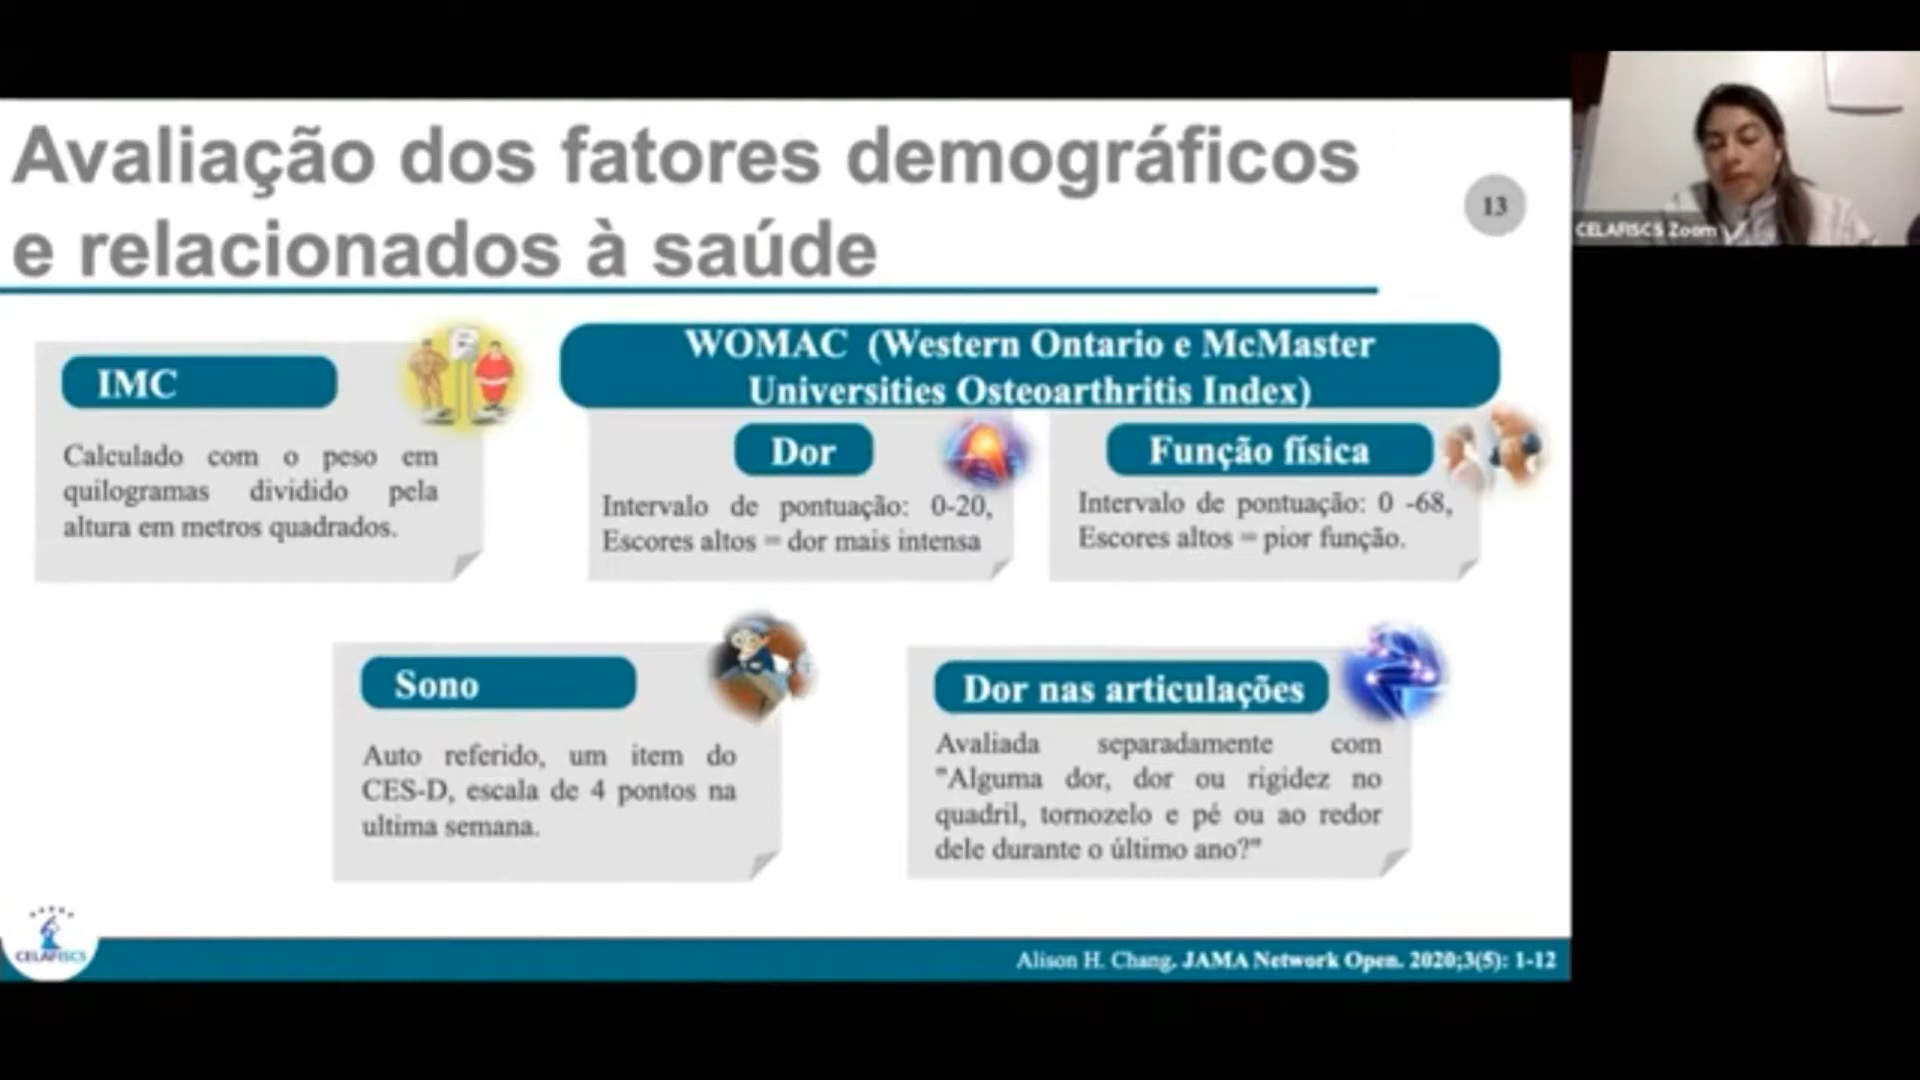 Avaliação dos fatores demográficos
e relacionados à saúde
13
CELAFISCS Zoom
IMC
Calculado com o peso em
quilogramas dividido pela
altura em metros quadrados.
WOMAC (Western Ontario e McMaster
Universities Osteoarthritis Index)
Dor
Intervalo de pontuação: 0-20,
Escores altos = dor mais intensa
Função física
Intervalo de pontuação: 0 -68,
Escores altos = pior função.
Sono
Auto referido, um item do
CES-D, escala de 4 pontos na
ultima semana.
Dor nas articulações
Avaliada separadamente com
"Alguma dor, dor ou rigidez no
quadril, tornozelo e pé ou ao redor
dele durante o último ano?"
CELAFISCS
Alison H. Chang. JAMA Network Open. 2020;3(5): 1-12